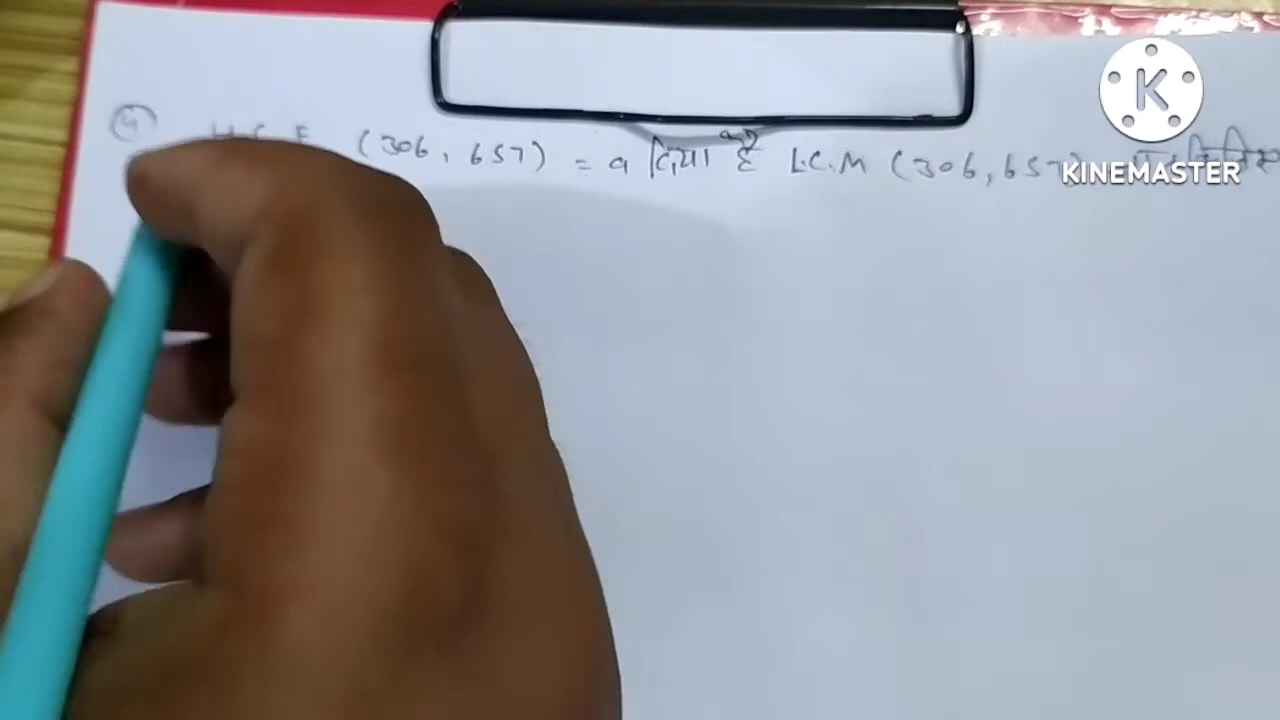 (4) H.C.F (306, 657) = 9 दिया है L.C.M (306, 657)
K
KINEMASTER